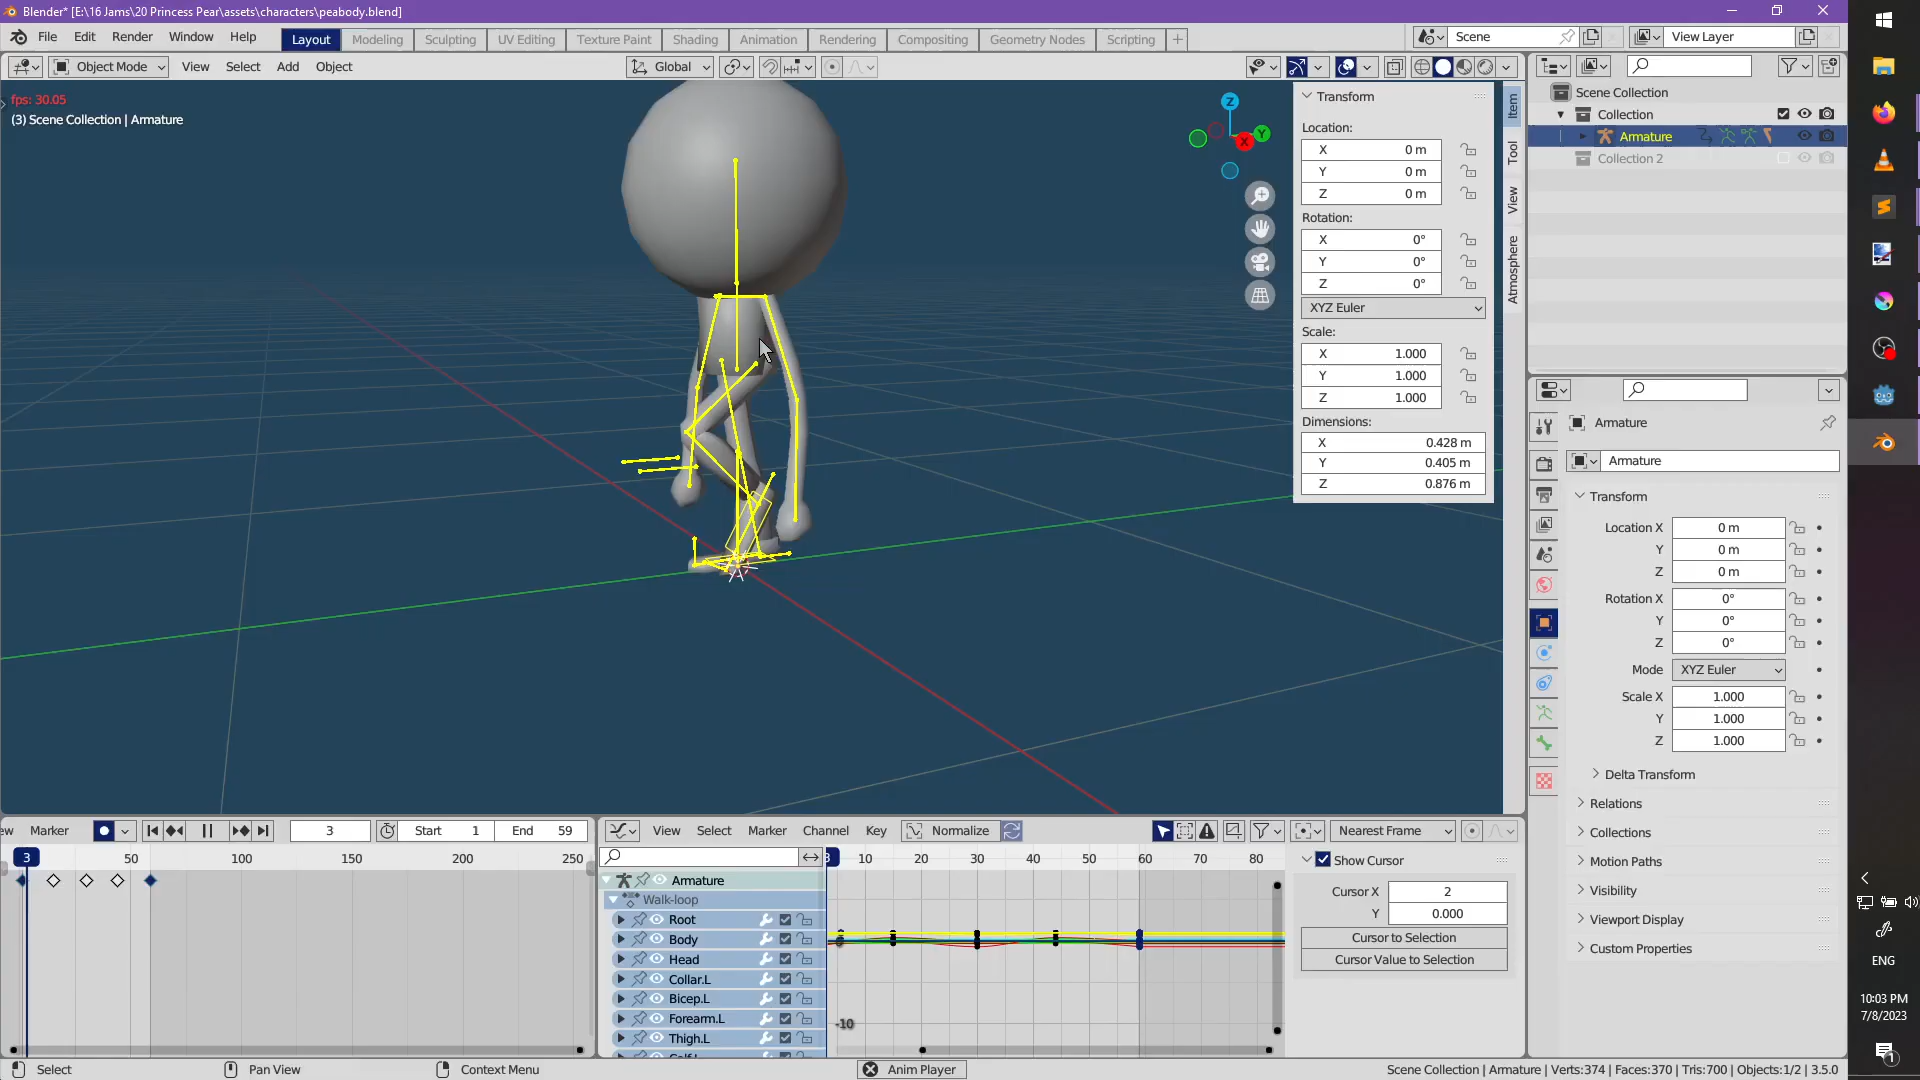 Blender* [E:\16 Jams\20 Princess Pear\assets\characters\peabody.blend]
File Edit Render Window Help Layout Modeling Sculpting UV Editing Texture Paint Shading Animation Rendering Compositing Geometry Nodes Scripting + Scene View Layer
Object Mode View Select Add Object Global
fps: 30.05
(3) Scene Collection | Armature
Z
Y
X
Transform
Location:
X 0 m
Y 0 m
Z 0 m
Rotation:
X 0°
Y 0°
Z 0°
XYZ Euler
Scale:
X 1.000
Y 1.000
Z 1.000
Dimensions:
X 0.428 m
Y 0.405 m
Z 0.876 m
Item
Tool
View
Atmosphere
Scene Collection
Collection
Armature
Collection 2
Armature
Armature
Transform
Location X 0 m
Y 0 m
Z 0 m
Rotation X 0°
Y 0°
Z 0°
Mode XYZ Euler
Scale X 1.000
Y 1.000
Z 1.000
Delta Transform
Relations
Collections
Motion Paths
Visibility
Viewport Display
Custom Properties
ew Marker 3 Start 1 End 59
3 50 100 150 200 250
View Select Marker Channel Key Normalize Nearest Frame
3 10 20 30 40 50 60 70 80
Armature
Walk-loop
Root
Body
Head
Collar.L
Bicep.L
Forearm.L
Thigh.L
0
-10
Show Cursor
Cursor X 2
Y 0.000
Cursor to Selection
Cursor Value to Selection
Select Pan View Context Menu Anim Player Scene Collection | Armature | Verts:374 | Faces:370 | Tris:700 | Objects:1/2 | 3.5.0
ENG
10:03 PM
7/8/2023
1